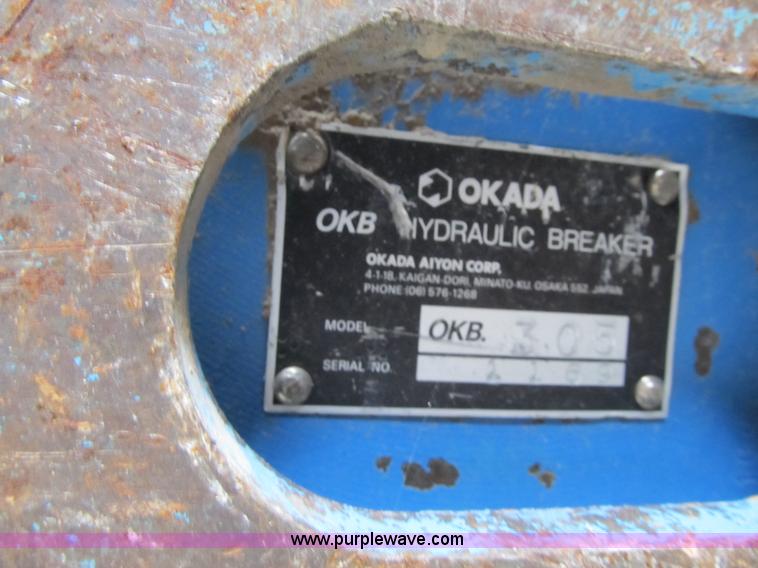 OKADA
OKB HYDRAULIC BREAKER
OKADA AIYON CORP.
4-1-18, KAIGAN-DORI, MINATO-KU, OSAKA 552, JAPAN
PHONE (06) 576-1268
MODEL OKB. 305
SERIAL NO.
www.purplewave.com